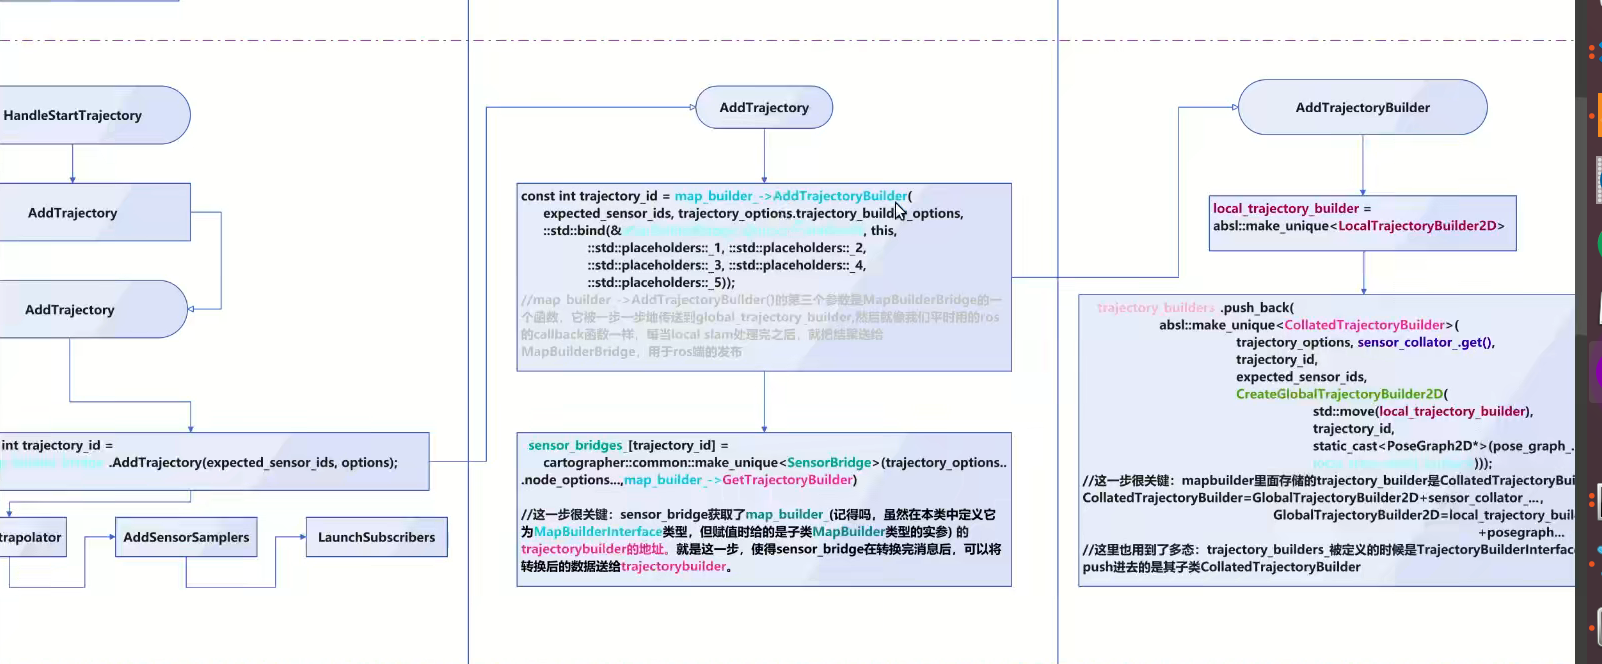 HandleStartTrajectory
AddTrajectory
AddTrajectory
int trajectory_id =
.AddTrajectory(expected_sensor_ids, options);
trapolator
AddSensorSamplers
LaunchSubscribers
AddTrajectory
const int trajectory_id = map_builder_->AddTrajectoryBuilder(
expected_sensor_ids, trajectory_options.trajectory_builder_options,
::std::bind(&
, this,
::std::placeholders::_1, ::std::placeholders::_2,
::std::placeholders::_3, ::std::placeholders::_4,
::std::placeholders::_5));
//map_builder_->AddTrajectoryBuilder()的第三个参数是MapBuilderBridge的一
个函数，它被一步一步地传送到global_trajectory_builder,然后就像我们平时用的ros
的callback函数一样，每当local slam处理完之后，就把结果送给
MapBuilderBridge，用于ros端的发布
sensor_bridges_[trajectory_id] =
cartographer::common::make_unique<SensorBridge>(trajectory_options..
.node_options...,map_builder_->GetTrajectoryBuilder)
//这一步很关键：sensor_bridge获取了map_builder_(记得吗，虽然在本类中定义它
为MapBuilderInterface类型，但赋值时给的是子类MapBuilder类型的实参) 的
trajectorybuilder的地址。就是这一步，使得sensor_bridge在转换完消息后，可以将
转换后的数据送给trajectorybuilder。
AddTrajectoryBuilder
local_trajectory_builder =
absl::make_unique<LocalTrajectoryBuilder2D>
trajectory_builders_.push_back(
absl::make_unique<CollatedTrajectoryBuilder>(
trajectory_options, sensor_collator_.get(),
trajectory_id,
expected_sensor_ids,
CreateGlobalTrajectoryBuilder2D(
std::move(local_trajectory_builder),
trajectory_id,
static_cast<PoseGraph2D*>(pose_graph_.
)));
//这一步很关键：mapbuilder里面存储的trajectory_builder是CollatedTrajectoryBui
CollatedTrajectoryBuilder=GlobalTrajectoryBuilder2D+sensor_collator_...,
GlobalTrajectoryBuilder2D=local_trajectory_buil
+posegraph...
//这里也用到了多态：trajectory_builders_被定义的时候是TrajectoryBuilderInterface
push进去的是其子类CollatedTrajectoryBuilder